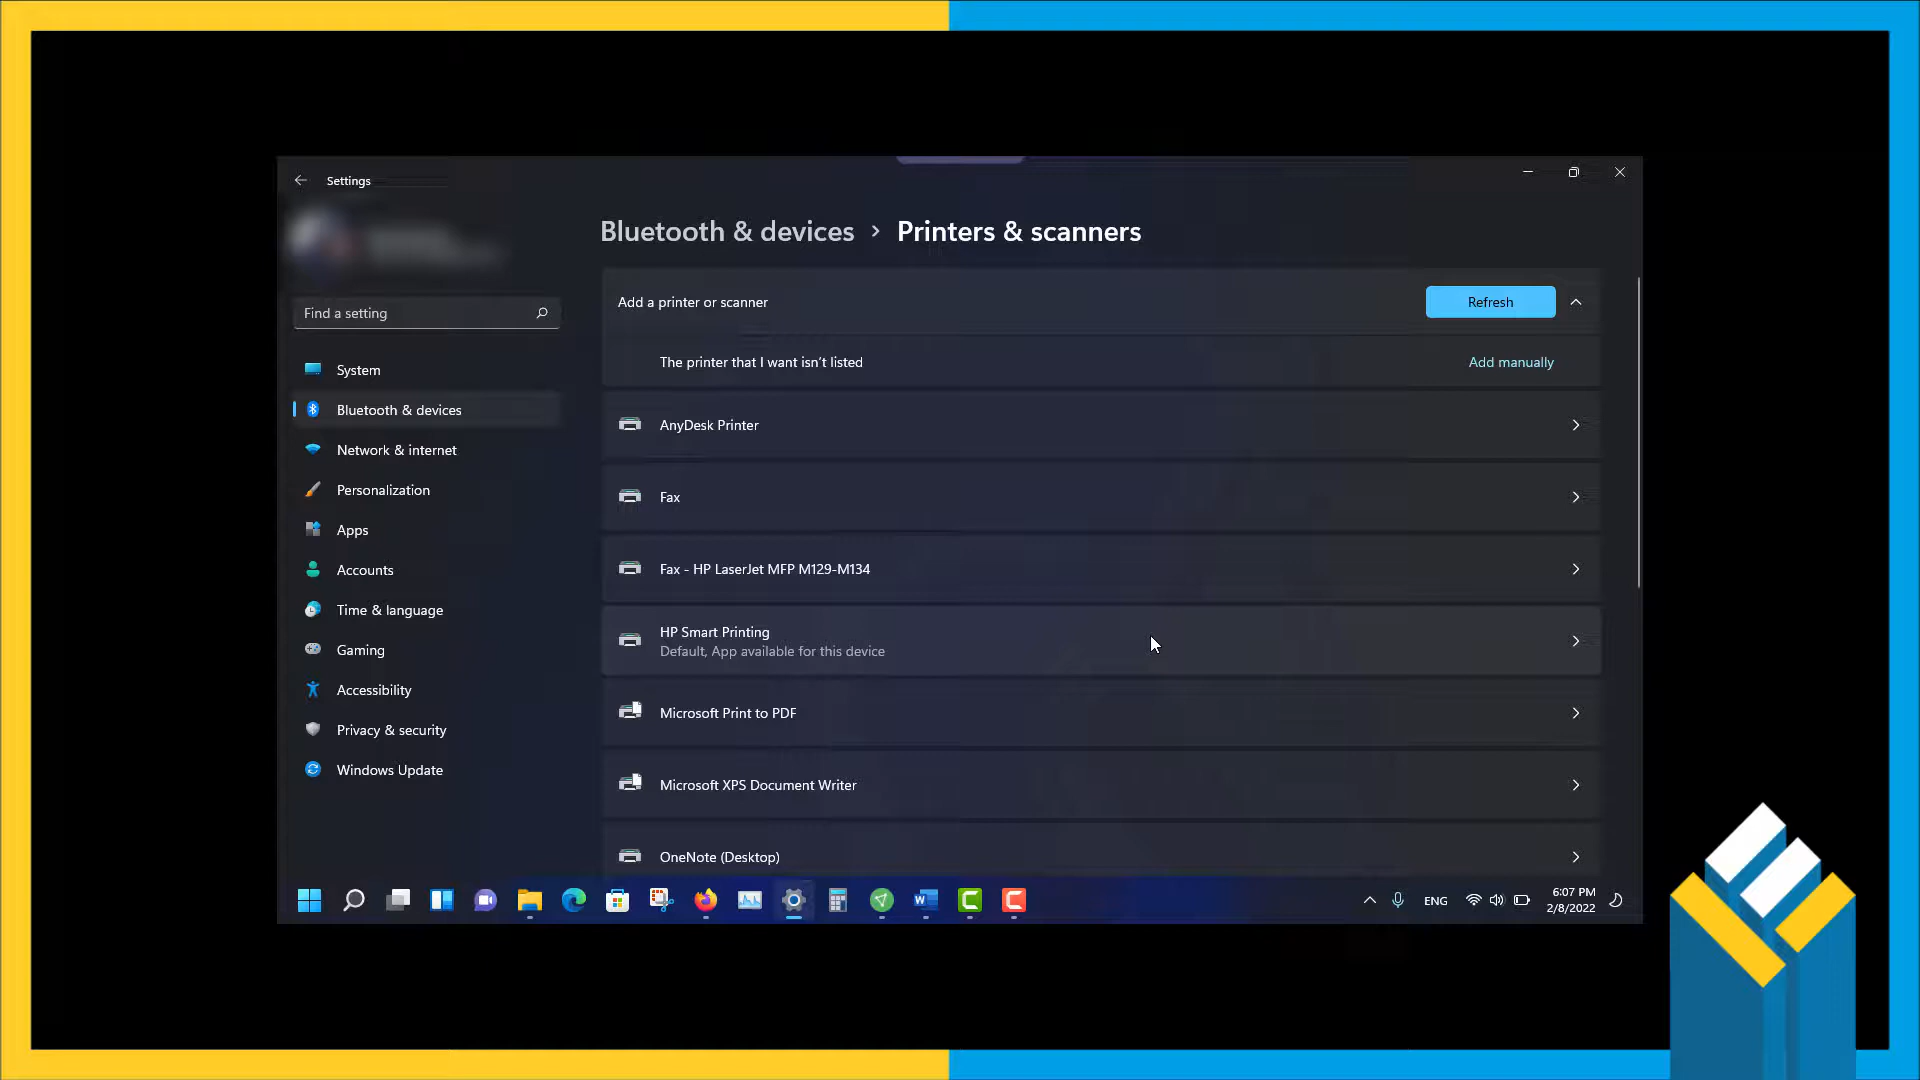 Settings
Bluetooth & devices > Printers & scanners
Find a setting
System
Bluetooth & devices
Network & internet
Personalization
Apps
Accounts
Time & language
Gaming
Accessibility
Privacy & security
Windows Update
Add a printer or scanner
Refresh
The printer that I want isn't listed
Add manually
AnyDesk Printer
Fax
Fax - HP LaserJet MFP M129-M134
HP Smart Printing
Default, App available for this device
Microsoft Print to PDF
Microsoft XPS Document Writer
OneNote (Desktop)
ENG
6:07 PM
2/8/2022